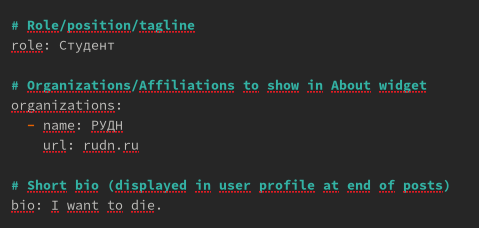 # Role/position/tagline
role: Студент
# Organizations/Affiliations to show in About widget
organizations:
- name: РУДН
url: rudn.ru
# Short bio (displayed in user profile at end of posts)
bio: I want to die.